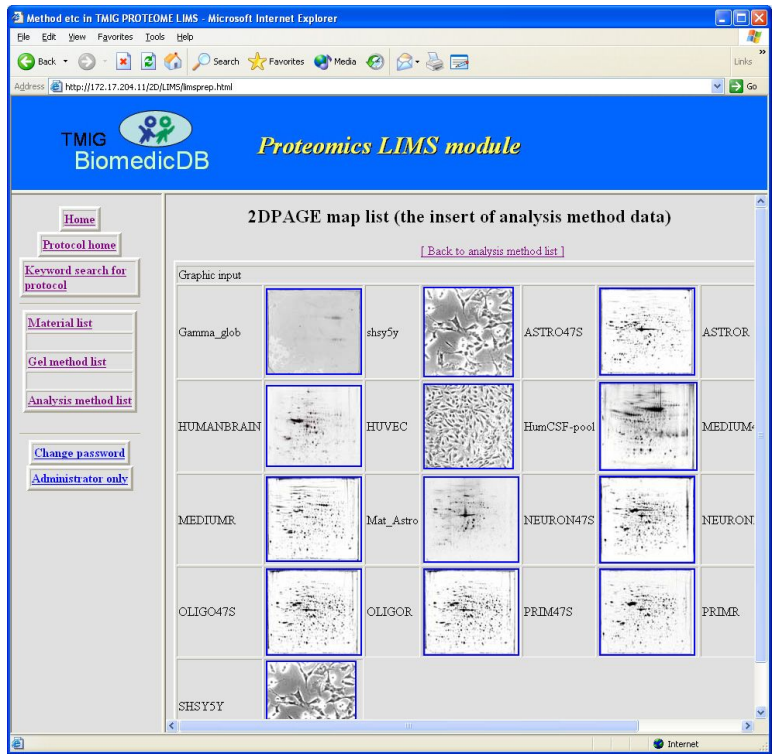 Method etc in TMIG PROTEOME LIMS - Microsoft Internet Explorer
File Edit View Favorites Tools Help
Back Search Favorites Media Links
Address http://172.17.204.11/2D/LIMS/limsprep.html Go
TMIG
BiomedicDB
Proteomics LIMS module
Home
Protocol home
Keyword search for
protocol
Material list
Gel method list
Analysis method list
Change password
Administrator only
2DPAGE map list (the insert of analysis method data)
[ Back to analysis method list ]
Graphic input
Gamma_glob shsy5y ASTRO47S ASTROR
HUMANBRAIN HUVEC HumCSF-pool MEDIUM4
MEDIUMR Mat_Astro NEURON47S NEURON
OLIGO47S OLIGOR PRIM47S PRIMR
SHSY5Y
Internet